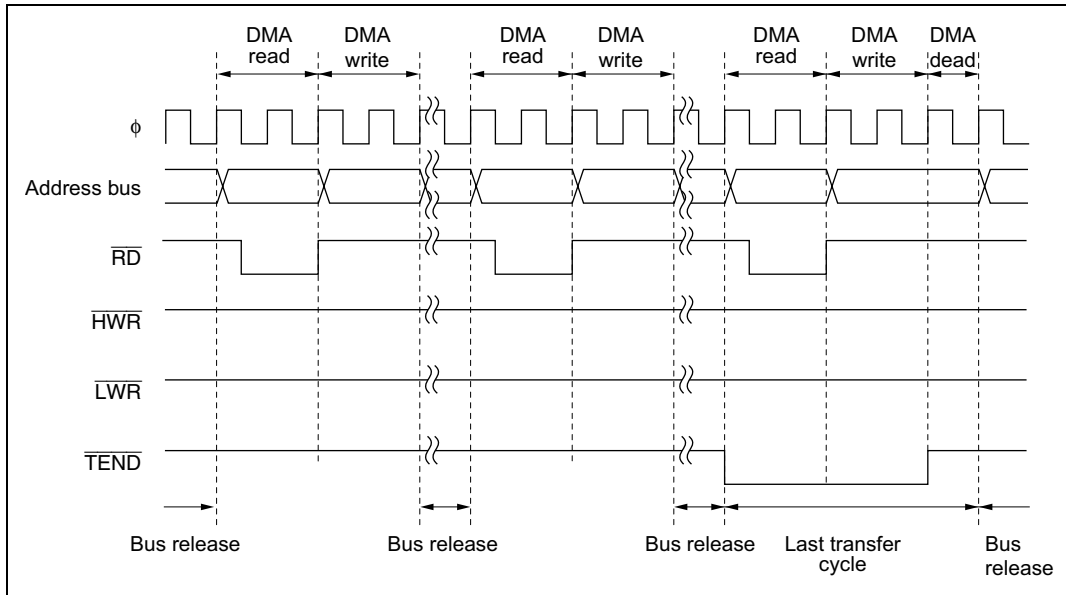 DMA DMA DMA DMA DMA DMA DMA
read write read write read write dead
ϕ
Address bus
RD
HWR
LWR
TEND
Bus release Bus release Bus release Last transfer Bus
cycle release